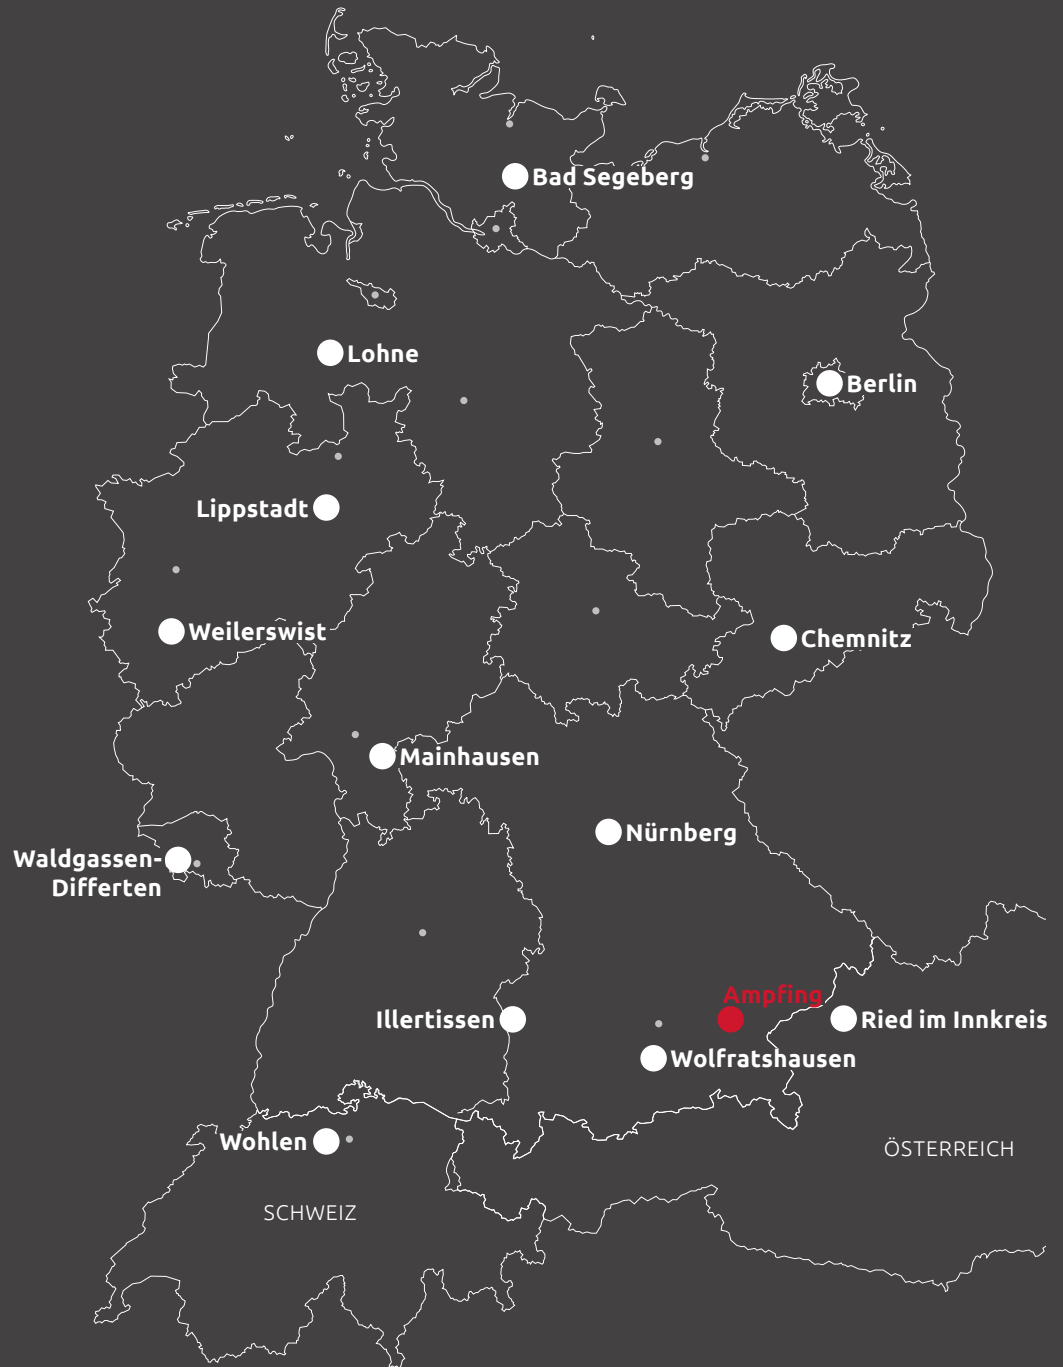 Bad Segeberg
Lohne
Berlin
Lippstadt
Weilerswist
Chemnitz
Mainhausen
Nürnberg
Waldgassen-
Differten
Ampfing
Illertissen
Ried im Innkreis
Wolfratshausen
Wohlen
ÖSTERREICH
SCHWEIZ